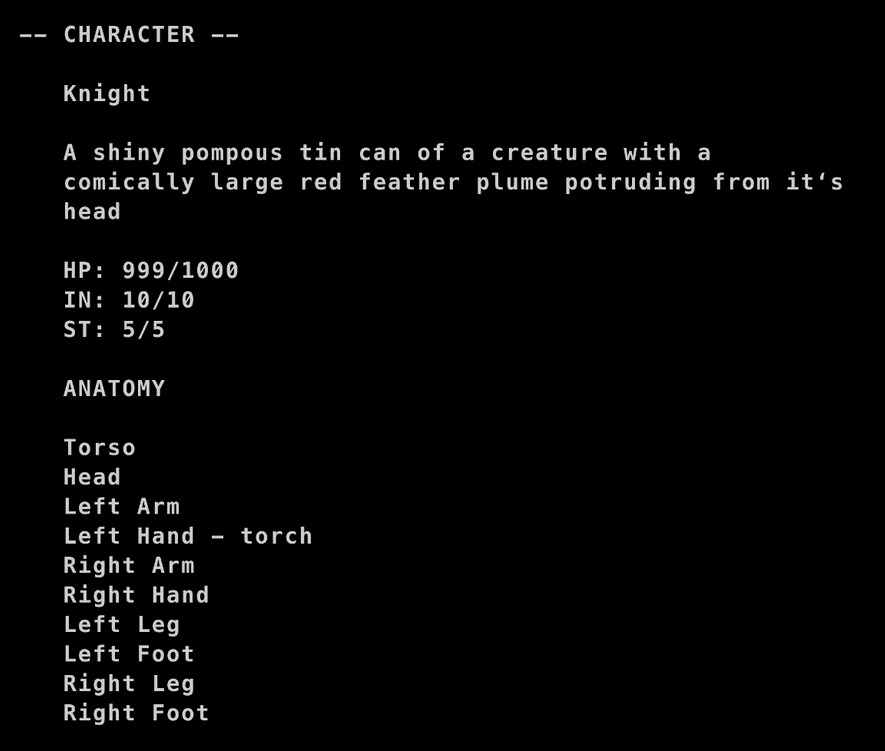 –– CHARACTER ––
Knight
A shiny pompous tin can of a creature with a
comically large red feather plume potruding from it‘s
head
HP: 999/1000
IN: 10/10
ST: 5/5
ANATOMY
Torso
Head
Left Arm
Left Hand – torch
Right Arm
Right Hand
Left Leg
Left Foot
Right Leg
Right Foot